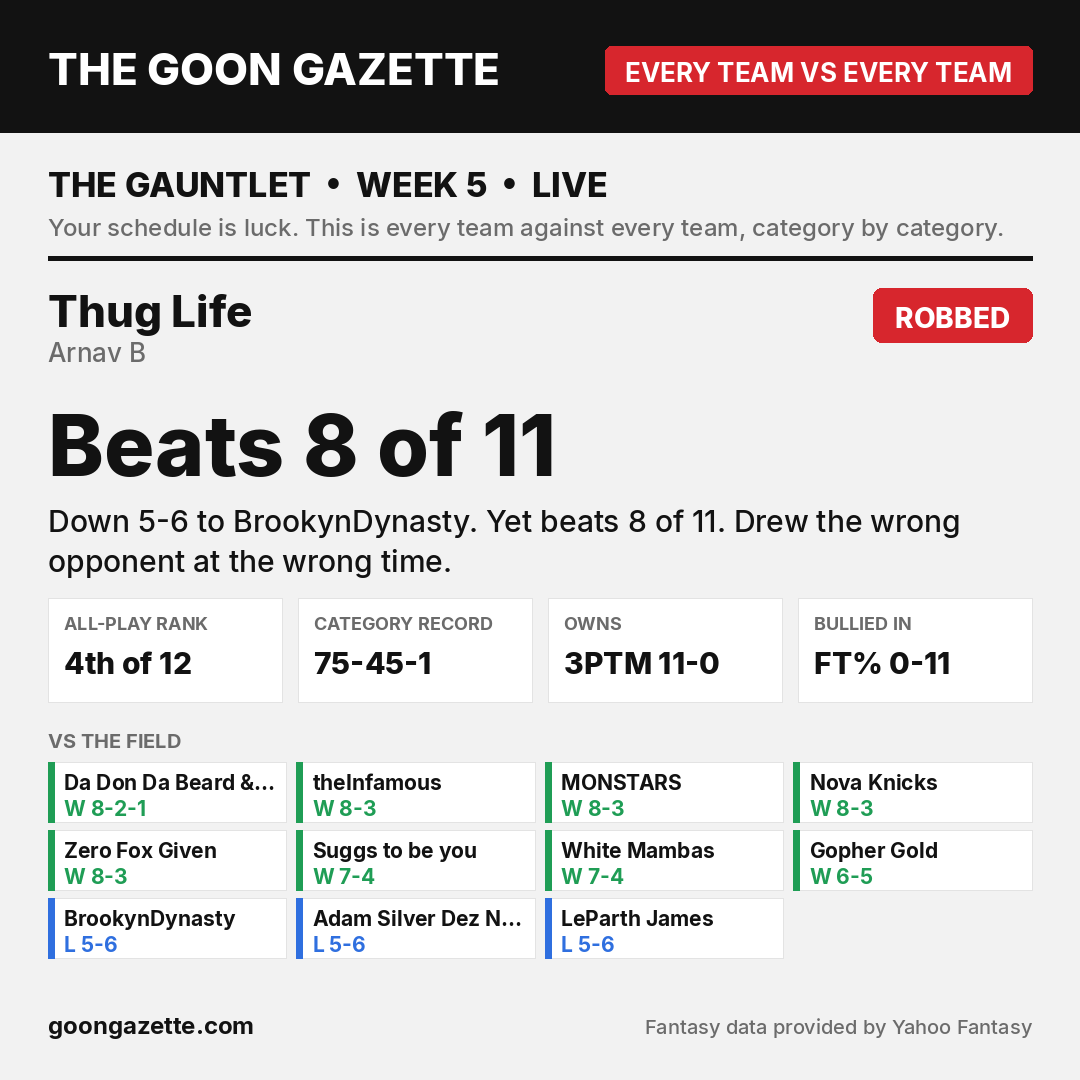 THE GOON GAZETTE
EVERY TEAM VS EVERY TEAM
THE GAUNTLET • WEEK 5 • LIVE
Your schedule is luck. This is every team against every team, category by category.
Thug Life
ROBBED
Arnav B
Beats 8 of 11
Down 5-6 to BrookynDynasty. Yet beats 8 of 11. Drew the wrong
opponent at the wrong time.
ALL-PLAY RANK
4th of 12
CATEGORY RECORD
75-45-1
OWNS
3PTM 11-0
BULLIED IN
FT% 0-11
VS THE FIELD
Da Don Da Beard &...
W 8-2-1
theInfamous
W 8-3
MONSTARS
W 8-3
Nova Knicks
W 8-3
Zero Fox Given
W 8-3
Suggs to be you
W 7-4
White Mambas
W 7-4
Gopher Gold
W 6-5
BrookynDynasty
L 5-6
Adam Silver Dez N...
L 5-6
LeParth James
L 5-6
goongazette.com
Fantasy data provided by Yahoo Fantasy